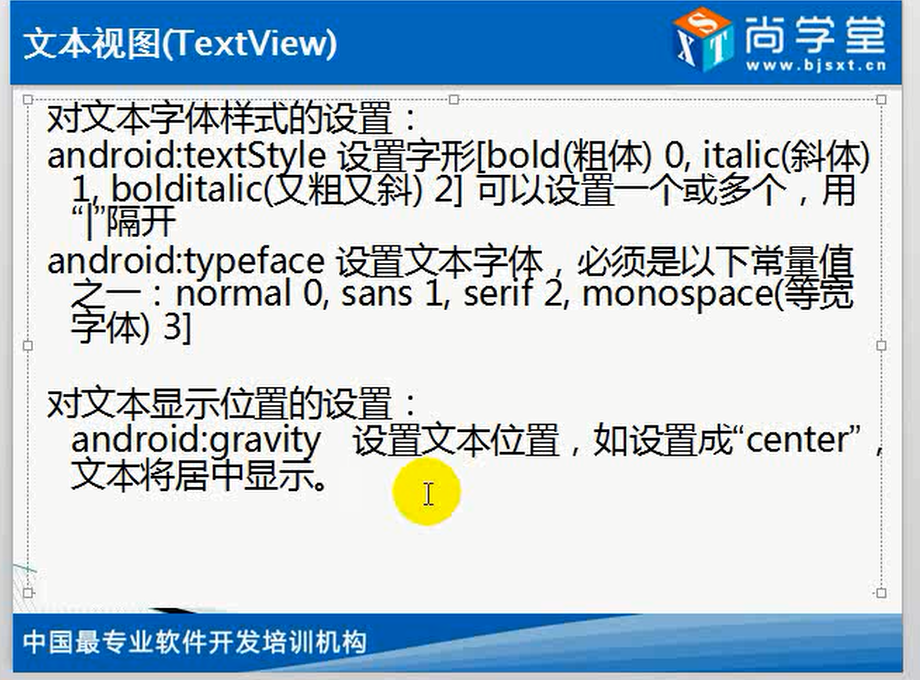 文本视图(TextView)
SXT
尚学堂
www.bjsxt.cn
对文本字体样式的设置：
android:textStyle 设置字形[bold(粗体) 0, italic(斜体)
1, bolditalic(又粗又斜) 2] 可以设置一个或多个，用
“|”隔开
android:typeface 设置文本字体，必须是以下常量值
之一：normal 0, sans 1, serif 2, monospace(等宽
字体) 3]
对文本显示位置的设置：
android:gravity 设置文本位置，如设置成“center”，
文本将居中显示。
中国最专业软件开发培训机构